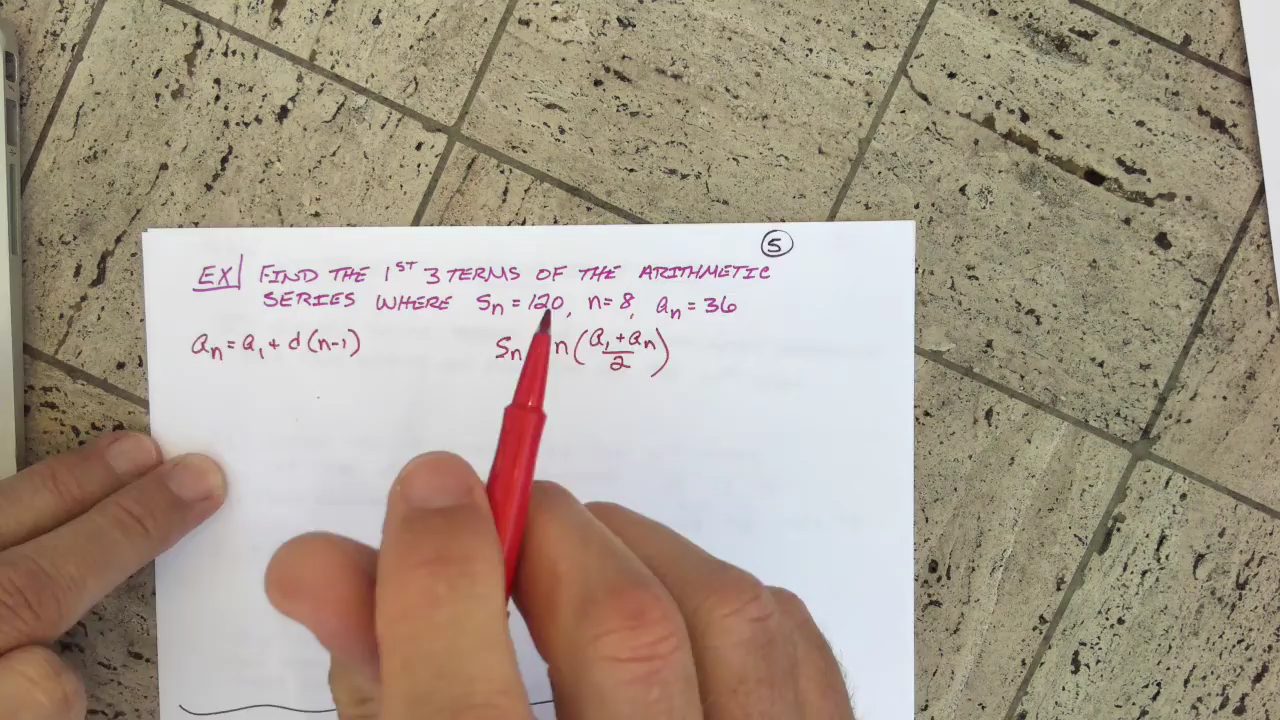 5
EX| FIND THE 1ST 3 TERMS OF THE ARITHMETIC
SERIES WHERE Sn = 120, n = 8, an = 36
an = a1 + d(n-1)
Sn n((a1 + an)/2)